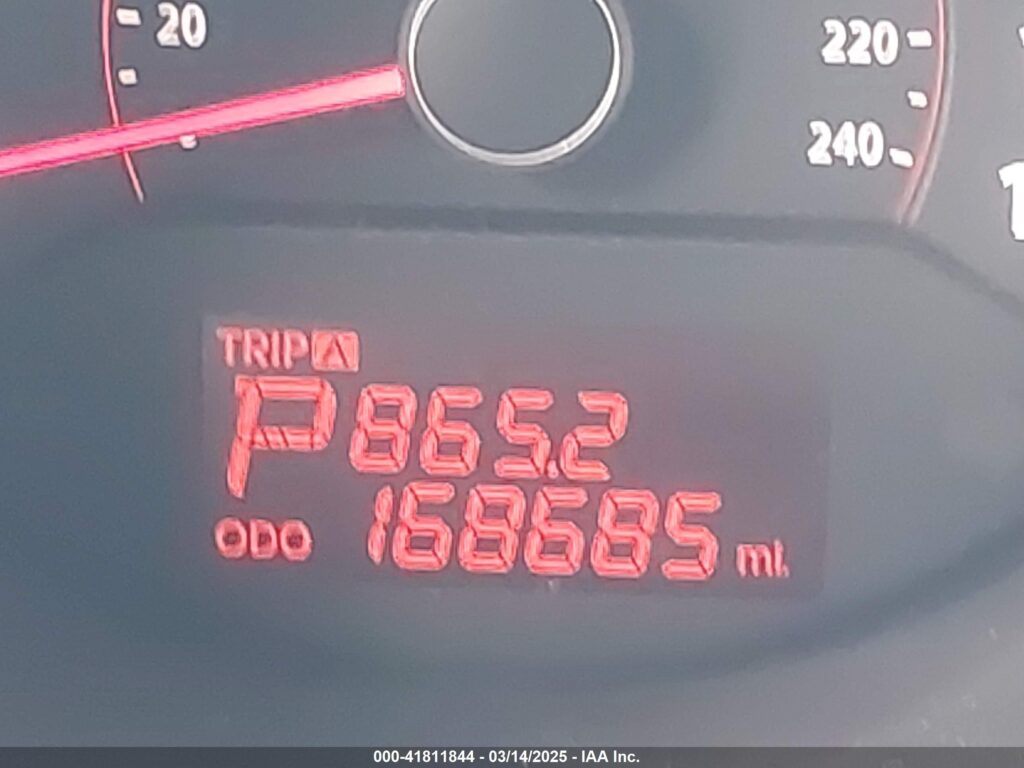 20
220
240
TRIP A
P 865.2
ODO 168685 mi.
000-41811844 - 03/14/2025 - IAA Inc.